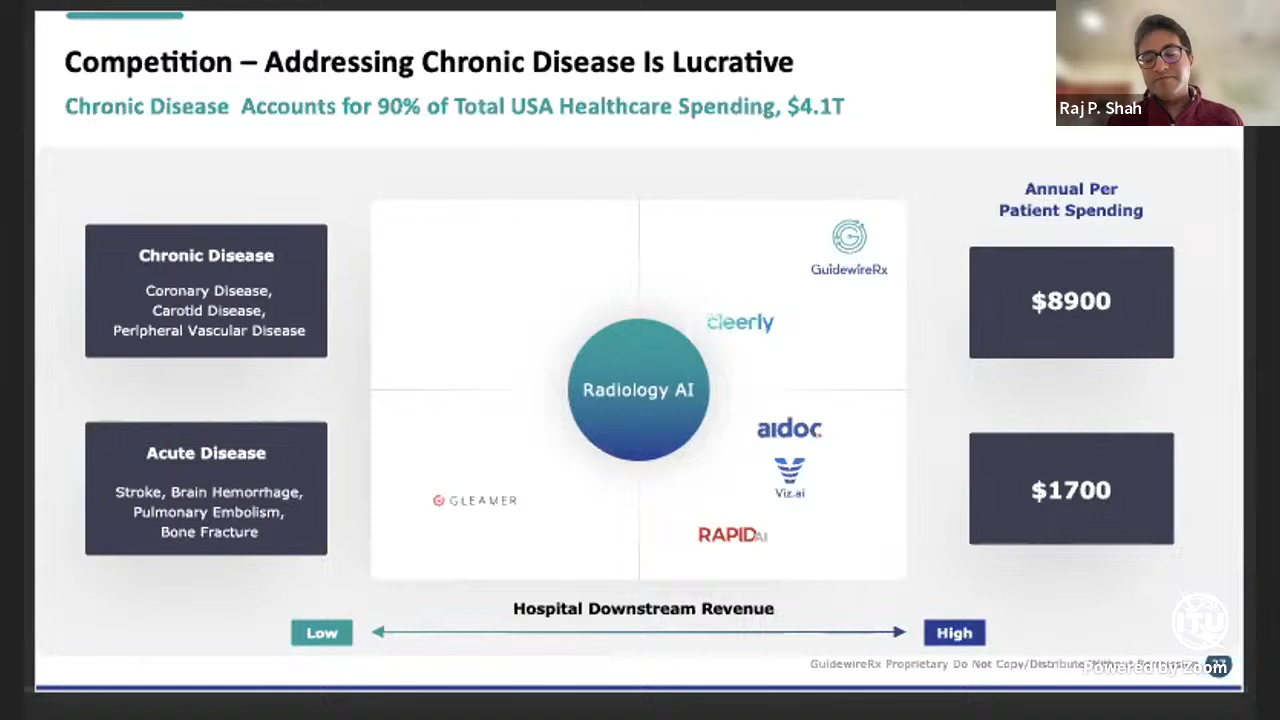 Competition – Addressing Chronic Disease Is Lucrative
Chronic Disease Accounts for 90% of Total USA Healthcare Spending, $4.1T
Raj P. Shah
Annual Per
Patient Spending
Chronic Disease
Coronary Disease,
Carotid Disease,
Peripheral Vascular Disease
GuidewireRx
cleerly
$8900
Radiology AI
Acute Disease
Stroke, Brain Hemorrhage,
Pulmonary Embolism,
Bone Fracture
aidoc
Viz.ai
GLEAMER
RAPIDAI
$1700
Hospital Downstream Revenue
Low
High
ITU
GuidewireRx Proprietary Do Not Copy/Distribute
Powered by Zoom